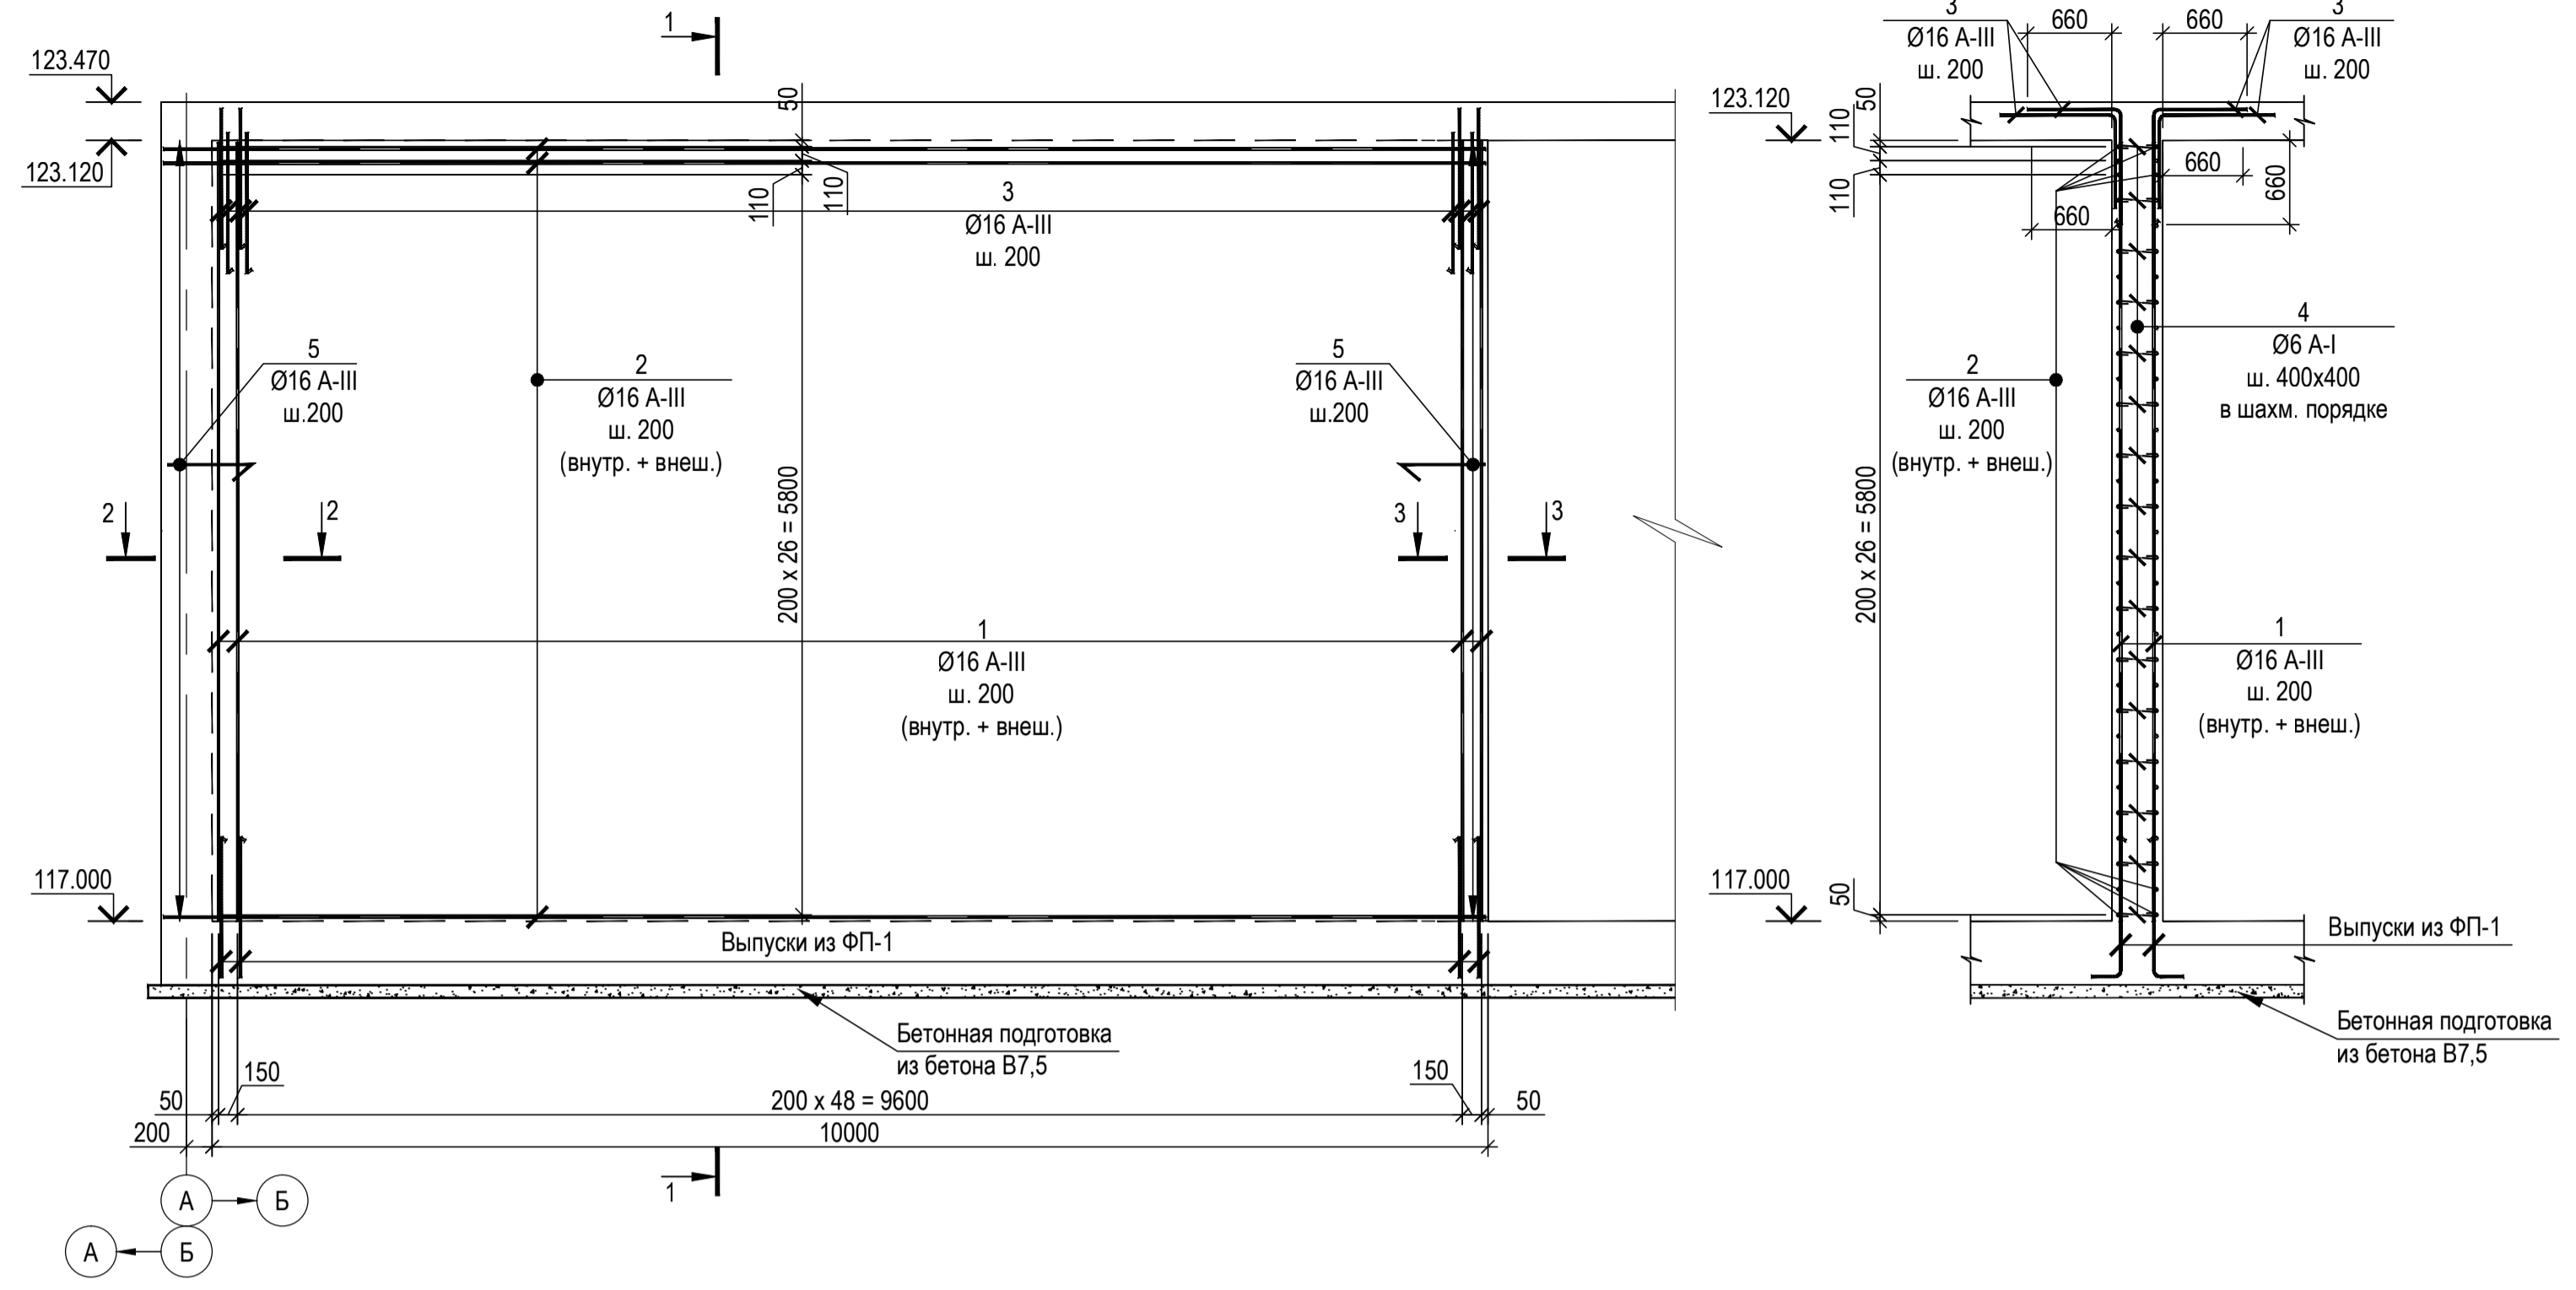 1
123.470
123.120
50
110
110
3
Ø16 A-III
ш. 200
5
Ø16 A-III
ш.200
2
Ø16 A-III
ш. 200
(внутр. + внеш.)
5
Ø16 A-III
ш.200
2
2
3
3
200 x 26 = 5800
1
Ø16 A-III
ш. 200
(внутр. + внеш.)
117.000
Выпуски из ФП-1
Бетонная подготовка
из бетона В7,5
150
150
50
200 x 48 = 9600
50
200
10000
1
А
Б
А
Б
3
Ø16 A-III
ш. 200
660
660
3
Ø16 A-III
ш. 200
123.120
50
110
110
660
660
660
4
Ø6 A-I
ш. 400x400
в шахм. порядке
2
Ø16 A-III
ш. 200
(внутр. + внеш.)
200 x 26 = 5800
1
Ø16 A-III
ш. 200
(внутр. + внеш.)
117.000
50
Выпуски из ФП-1
Бетонная подготовка
из бетона В7,5